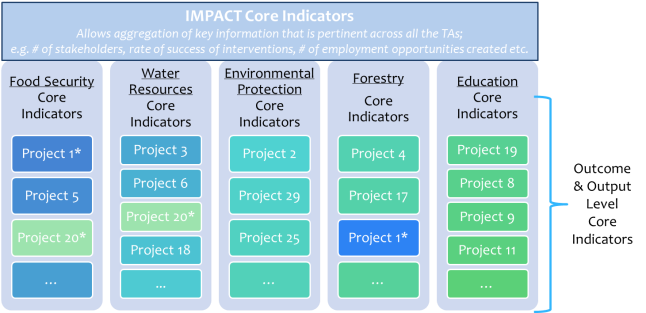 IMPACT Core Indicators
Allows aggregation of key information that is pertinent across all the TAs;
e.g. # of stakeholders, rate of success of interventions, # of employment opportunities created etc.
Food Security
Core
Indicators
Project 1*
Project 5
Project 20*
...
Water
Resources
Core
Indicators
Project 3
Project 6
Project 20*
Project 18
...
Environmental
Protection
Core
Indicators
Project 2
Project 29
Project 25
...
Forestry
Core
Indicators
Project 4
Project 17
Project 1*
...
Education
Core
Indicators
Project 19
Project 8
Project 9
Project 11
...
Outcome
& Output
Level
Core
Indicators